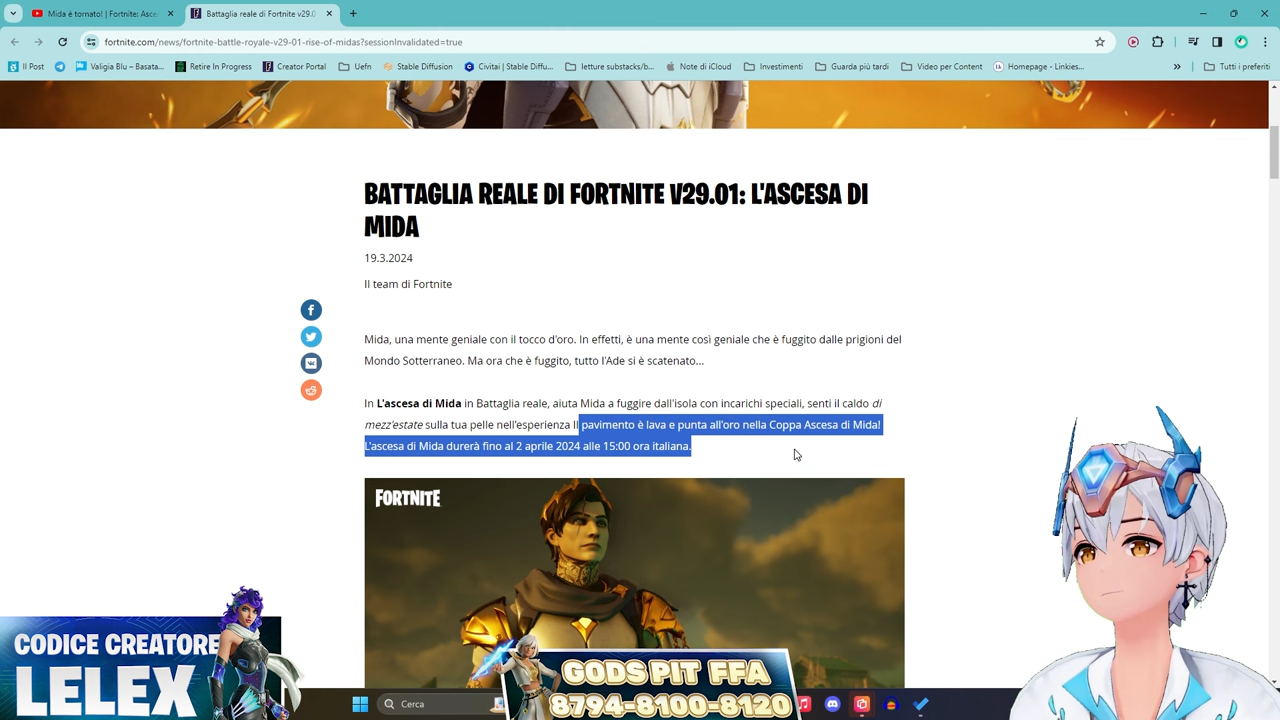 Mida è tornato! | Fortnite: Asces
Battaglia reale di Fortnite v29.0
fortnite.com/news/fortnite-battle-royale-v29-01-rise-of-midas?sessionInvalidated=true
Il Post
Valigia Blu – Basata...
Retire In Progress
Creator Portal
Uefn
Stable Diffusion
Civitai | Stable Diffu...
letture substacks/b...
Note di iCloud
Investimenti
Guarda più tardi
Video per Content
Homepage - Linkies...
Tutti i preferiti
BATTAGLIA REALE DI FORTNITE V29.01: L'ASCESA DI
MIDA
19.3.2024
Il team di Fortnite
Mida, una mente geniale con il tocco d'oro. In effetti, è una mente così geniale che è fuggito dalle prigioni del
Mondo Sotterraneo. Ma ora che è fuggito, tutto l'Ade si è scatenato...
In L'ascesa di Mida in Battaglia reale, aiuta Mida a fuggire dall'isola con incarichi speciali, senti il caldo di
mezz'estate sulla tua pelle nell'esperienza Il pavimento è lava e punta all'oro nella Coppa Ascesa di Mida!
L'ascesa di Mida durerà fino al 2 aprile 2024 alle 15:00 ora italiana.
FORTNITE
CODICE CREATORE
LELEX
Cerca
GODS PIT FFA
8794-8100-8120